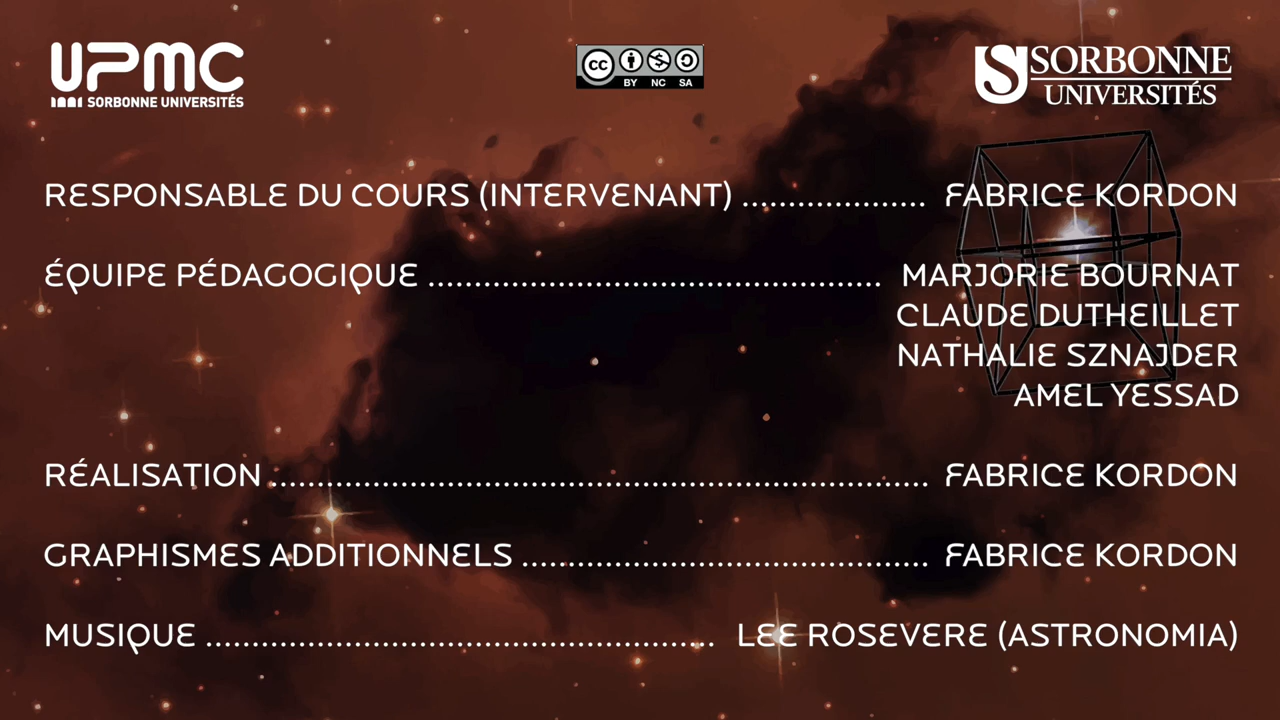 UPMC
SORBONNE UNIVERSITÉS
cc
BY NC SA
SORBONNE
UNIVERSITÉS
RESPONSABLE DU COURS (INTERVENANT) .................... FABRICE KORDON
ÉQUIPE PÉDAGOGIQUE ................................................. MARJORIE BOURNAT
CLAUDE DUTHEILLET
NATHALIE SZNAJDER
AMEL YESSAD
RÉALISATION ....................................................................... FABRICE KORDON
GRAPHISMES ADDITIONNELS ............................................ FABRICE KORDON
MUSIQUE ....................................................... LEE ROSEVERE (ASTRONOMIA)